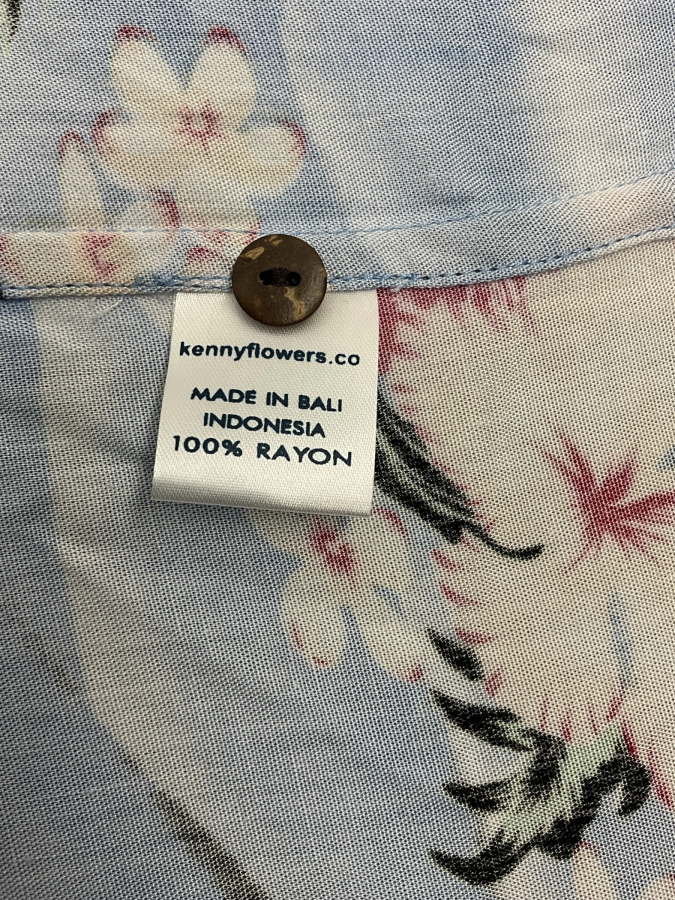 kennyflowers.co
MADE IN BALI
INDONESIA
100% RAYON